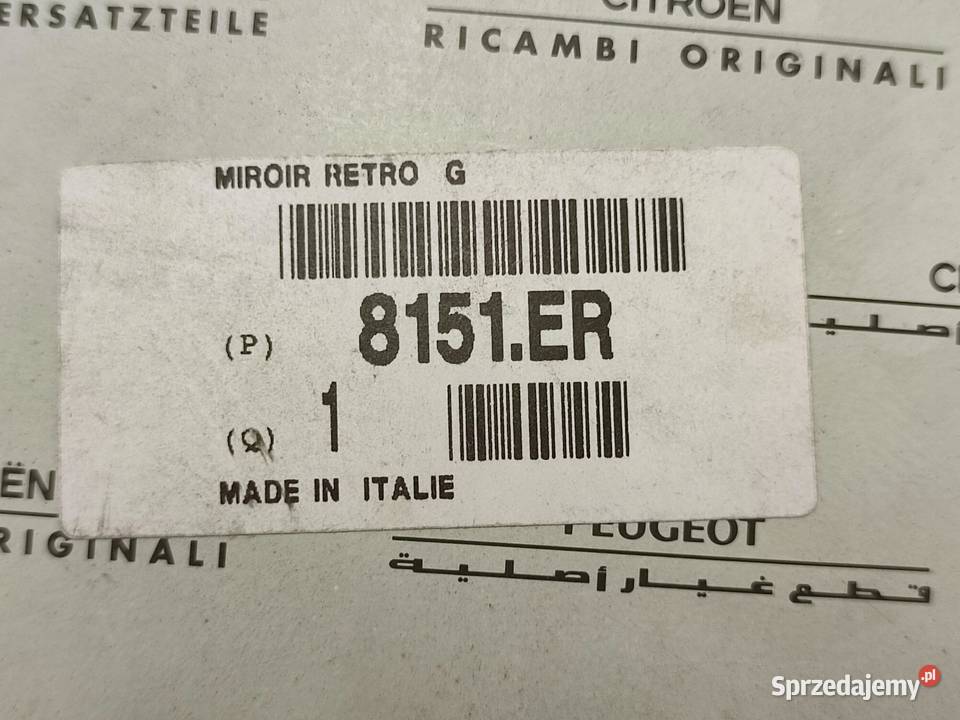 ERSATZTEILE
CITROËN
RICAMBI ORIGINALI
MIROIR RETRO G
8151.ER
(P)
(Q) 1
MADE IN ITALIE
ËN
RIGINALI
PEUGEOT
قطع غيار أصلية
Sprzedajemy.pl